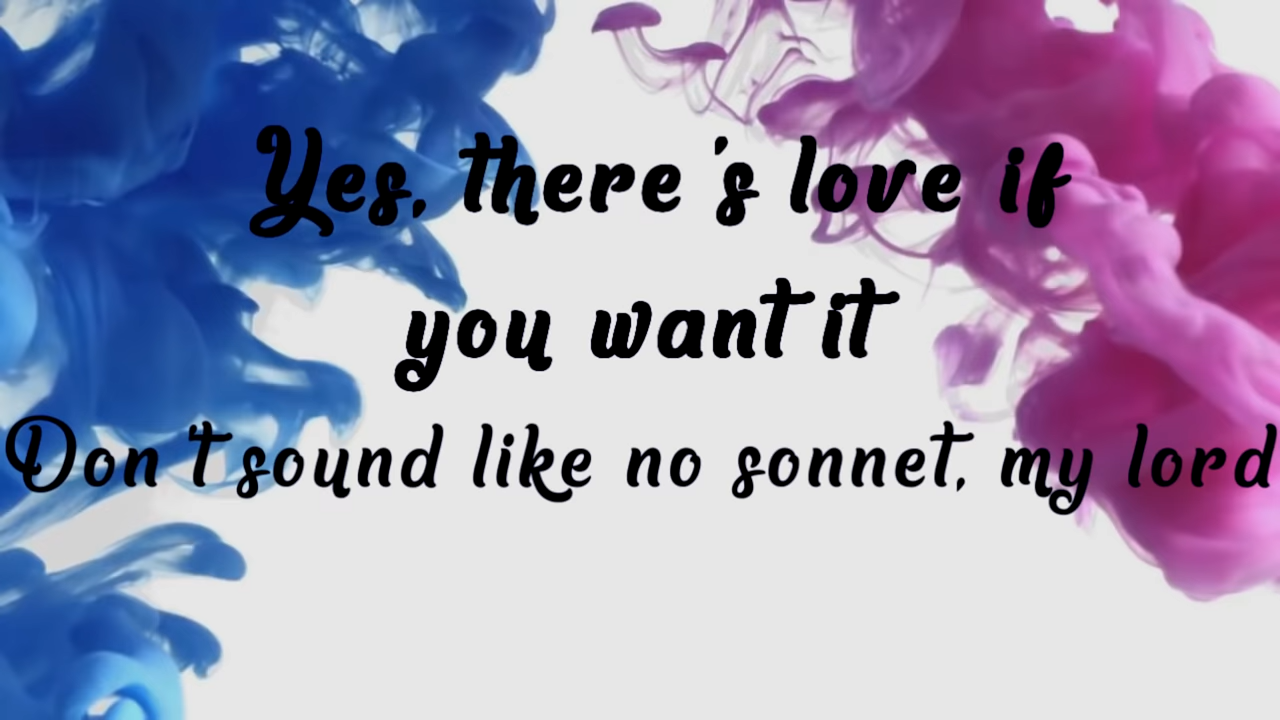 Yes, there's love if
you want it
Don't sound like no sonnet, my lord